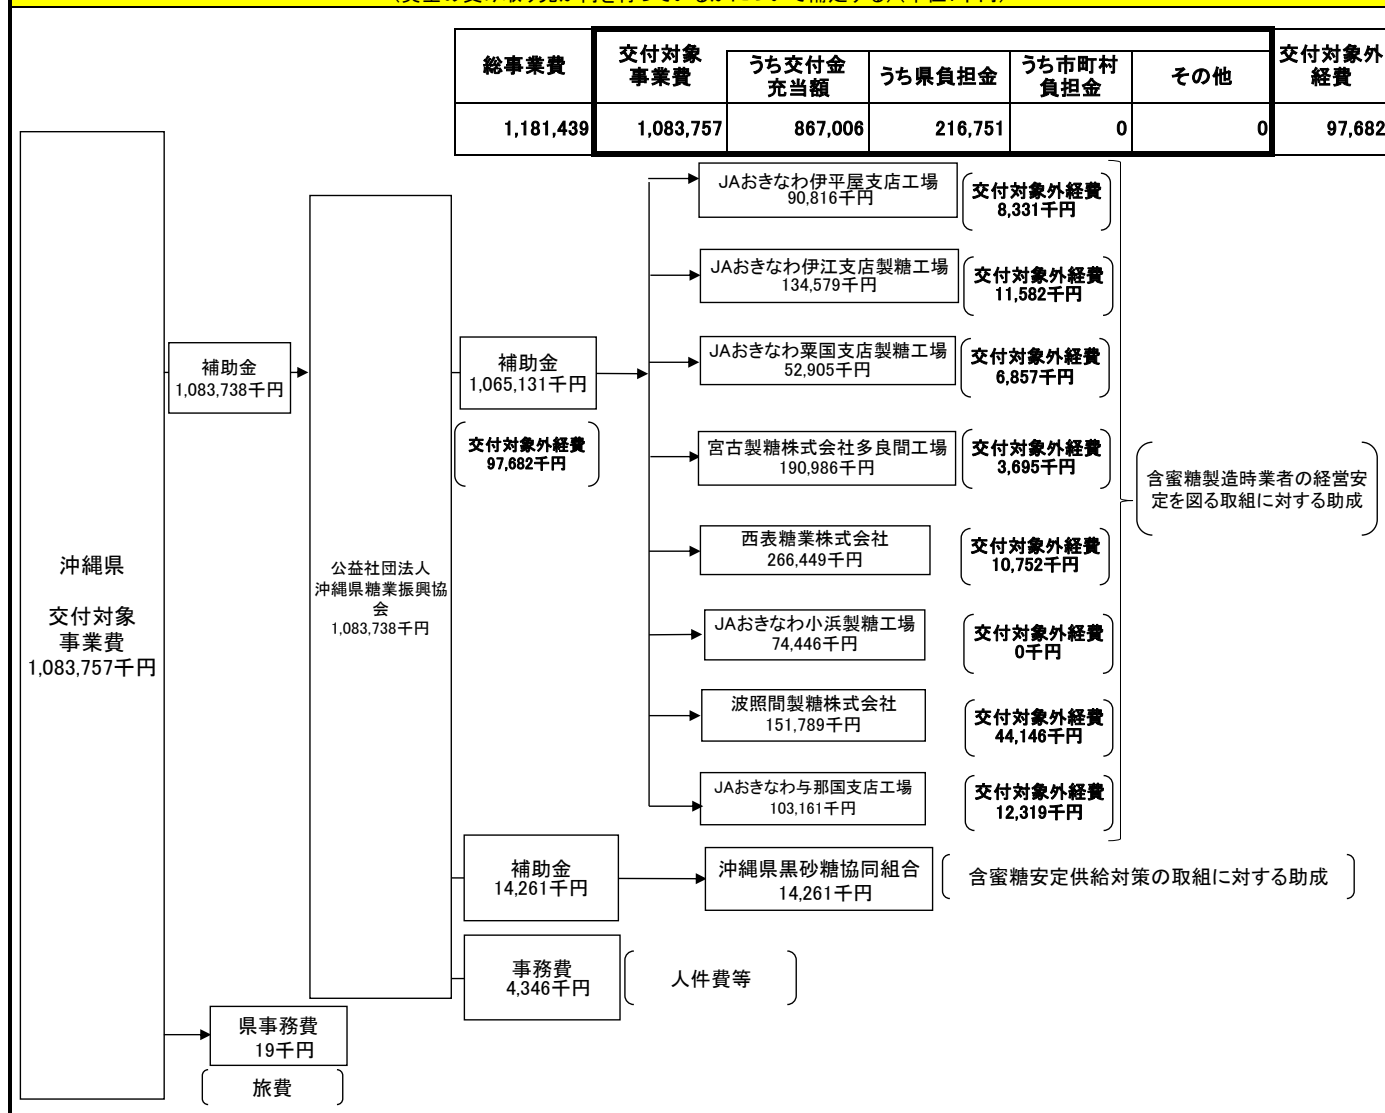 総事業費
交付対象
事業費
うち交付金
充当額
うち県負担金
うち市町村
負担金
その他
交付対象外
経費
1,181,439
1,083,757
867,006
216,751
0
0
97,682
沖縄県
交付対象
事業費
1,083,757千円
補助金
1,083,738千円
公益社団法人
沖縄県糖業振興協
会
1,083,738千円
補助金
1,065,131千円
交付対象外経費
97,682千円
JAおきなわ伊平屋支店工場
90,816千円
交付対象外経費
8,331千円
JAおきなわ伊江支店製糖工場
134,579千円
交付対象外経費
11,582千円
JAおきなわ粟国支店製糖工場
52,905千円
交付対象外経費
6,857千円
宮古製糖株式会社多良間工場
190,986千円
交付対象外経費
3,695千円
西表糖業株式会社
266,449千円
交付対象外経費
10,752千円
JAおきなわ小浜製糖工場
74,446千円
交付対象外経費
0千円
波照間製糖株式会社
151,789千円
交付対象外経費
44,146千円
JAおきなわ与那国支店工場
103,161千円
交付対象外経費
12,319千円
含蜜糖製造時業者の経営安
定を図る取組に対する助成
補助金
14,261千円
沖縄県黒砂糖協同組合
14,261千円
含蜜糖安定供給対策の取組に対する助成
事務費
4,346千円
人件費等
県事務費
19千円
旅費